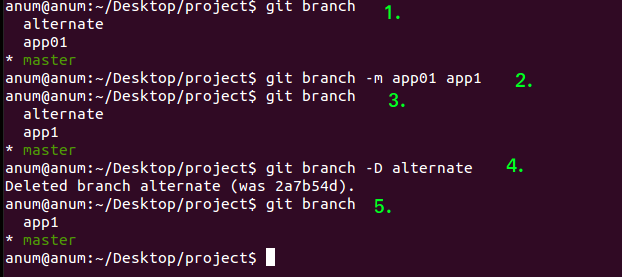 anum@anum:~/Desktop/project$ git branch 1.
  alternate
  app01
* master
anum@anum:~/Desktop/project$ git branch -m app01 app1 2.
anum@anum:~/Desktop/project$ git branch 3.
  alternate
  app1
* master
anum@anum:~/Desktop/project$ git branch -D alternate 4.
Deleted branch alternate (was 2a7b54d).
anum@anum:~/Desktop/project$ git branch 5.
  app1
* master
anum@anum:~/Desktop/project$